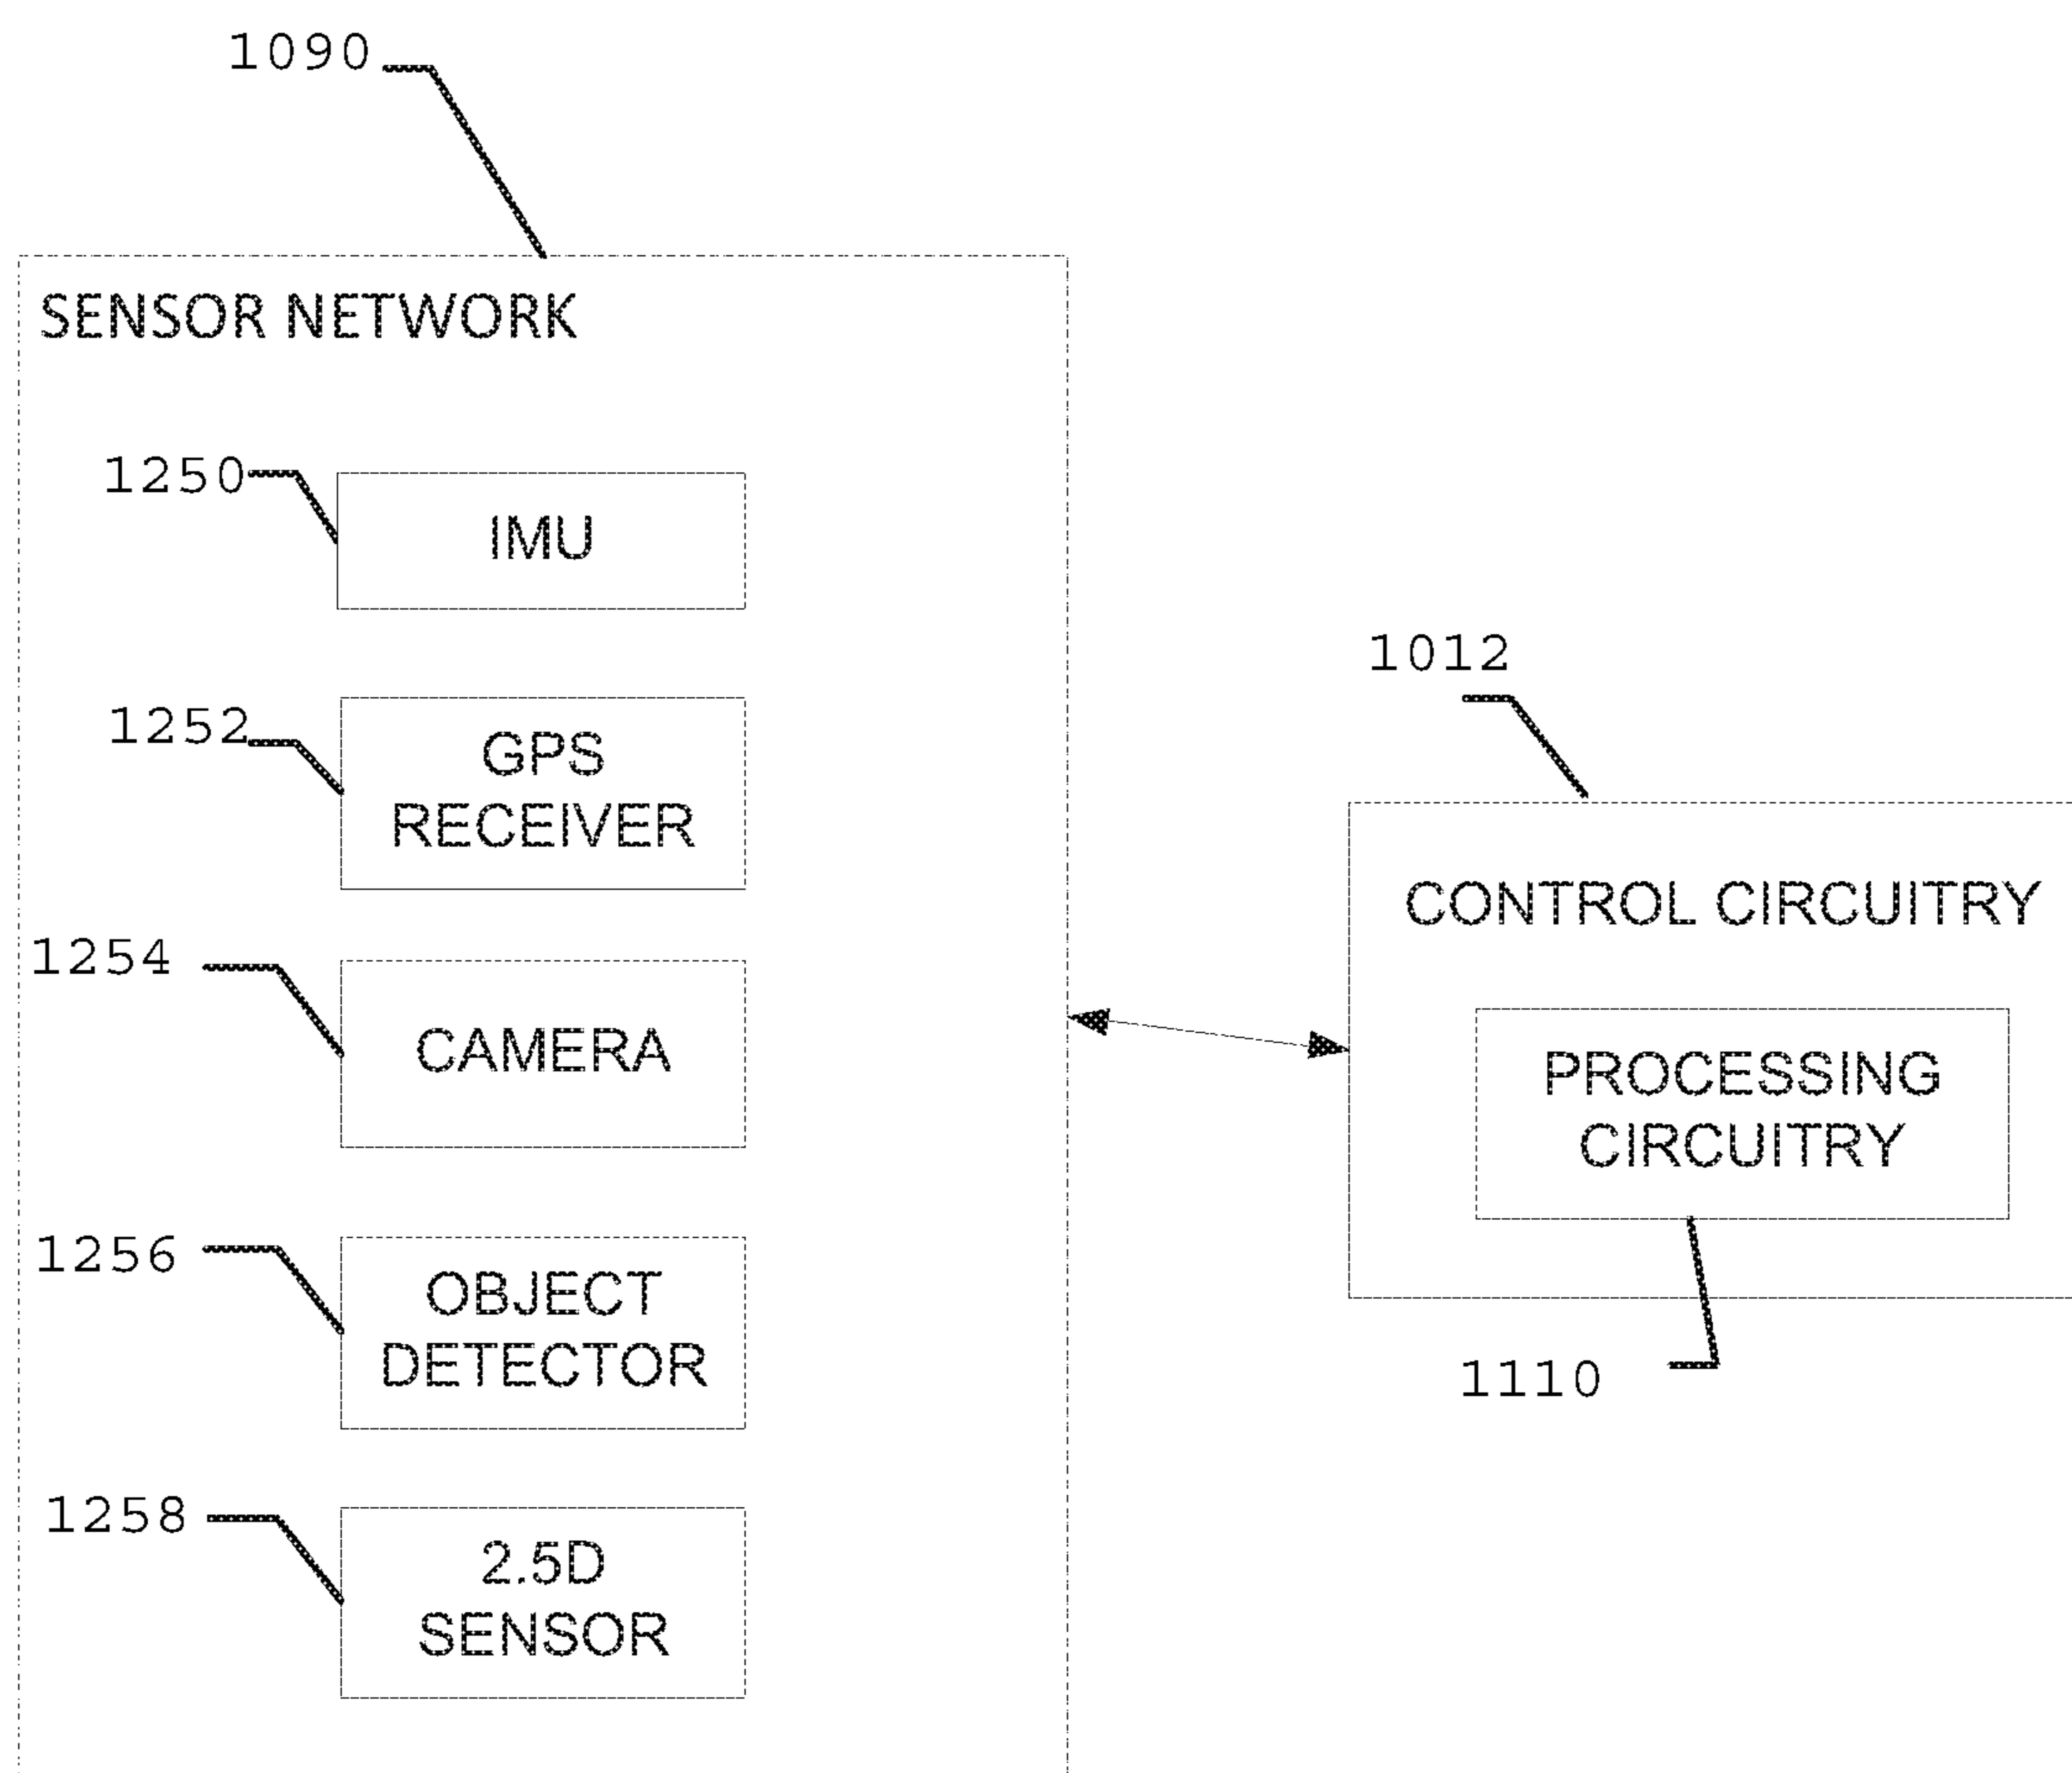 1090
SENSOR NETWORK
1250
IMU
1252
GPS
RECEIVER
1254
CAMERA
1256
OBJECT
DETECTOR
1258
2.5D
SENSOR
1012
CONTROL CIRCUITRY
PROCESSING
CIRCUITRY
1110